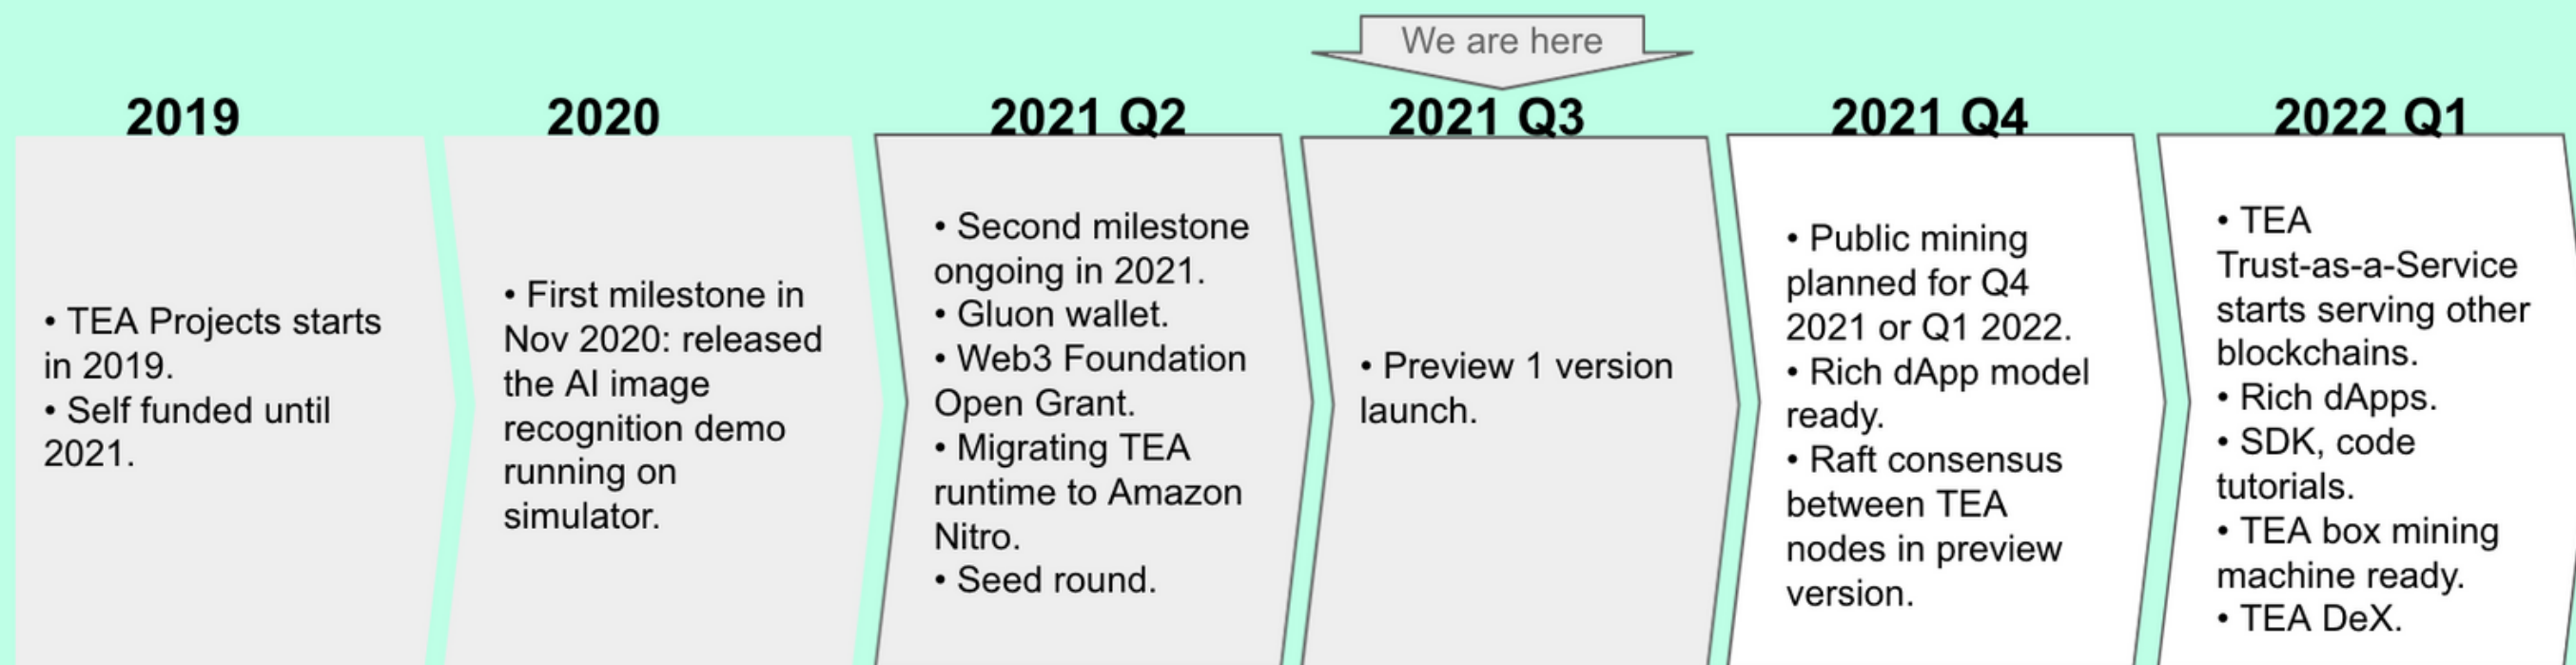 We are here
2019
2020
2021 Q2
2021 Q3
2021 Q4
2022 Q1
• TEA Projects starts
in 2019.
• Self funded until
2021.
• First milestone in
Nov 2020: released
the AI image
recognition demo
running on
simulator.
• Second milestone
ongoing in 2021.
• Gluon wallet.
• Web3 Foundation
Open Grant.
• Migrating TEA
runtime to Amazon
Nitro.
• Seed round.
• Preview 1 version
launch.
• Public mining
planned for Q4
2021 or Q1 2022.
• Rich dApp model
ready.
• Raft consensus
between TEA
nodes in preview
version.
• TEA
Trust-as-a-Service
starts serving other
blockchains.
• Rich dApps.
• SDK, code
tutorials.
• TEA box mining
machine ready.
• TEA DeX.